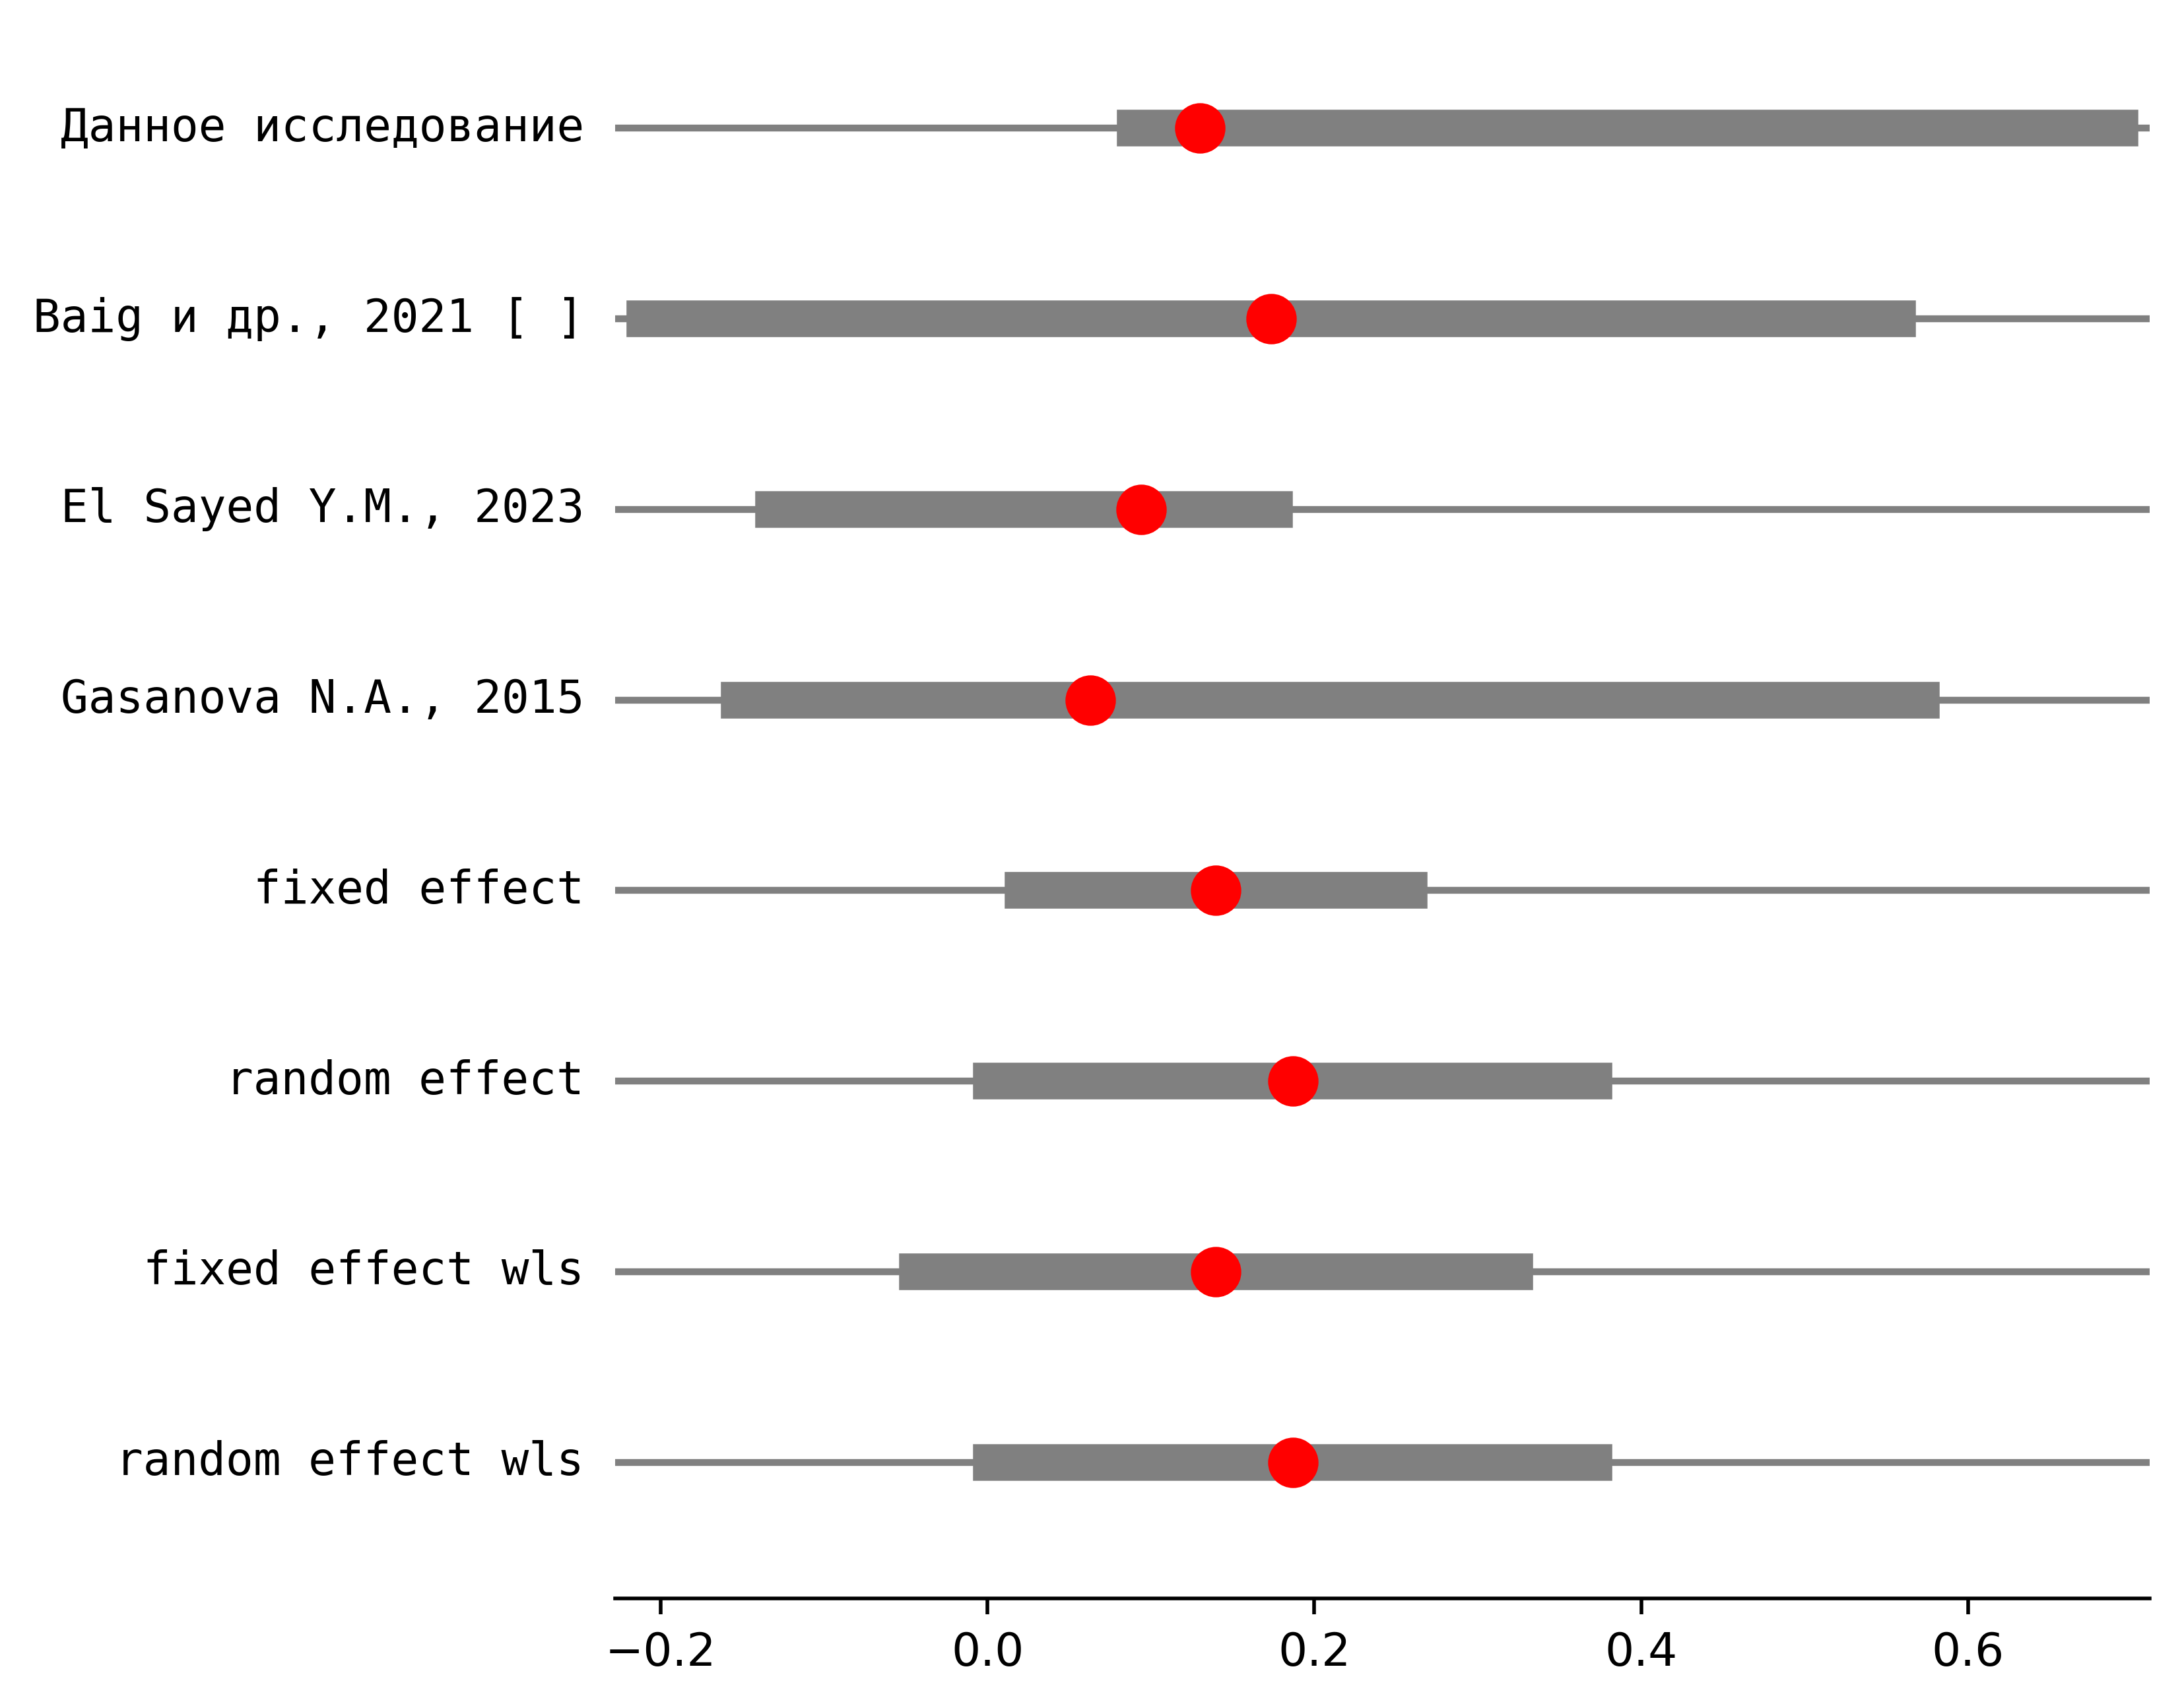 Данное исследование
Baig и др., 2021 [ ]
El Sayed Y.M., 2023
Gasanova N.A., 2015
fixed effect
random effect
fixed effect wls
random effect wls
−0.2 0.0 0.2 0.4 0.6